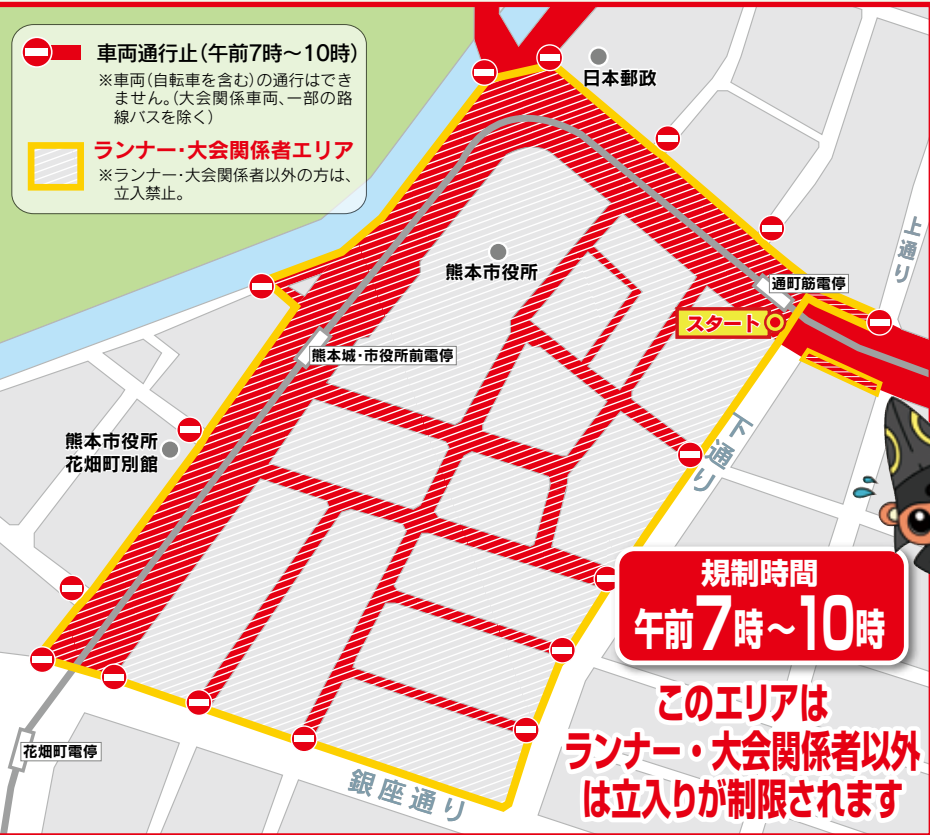 車両通行止(午前7時〜10時)
※車両(自転車を含む)の通行はでき
ません。(大会関係車両、一部の路
線バスを除く)
ランナー・大会関係者エリア
※ランナー・大会関係者以外の方は、
立入禁止。
日本郵政
上通り
熊本市役所
通町筋電停
スタート
熊本城・市役所前電停
下通り
熊本市役所
花畑町別館
規制時間
午前7時〜10時
このエリアは
ランナー・大会関係者以外
は立入りが制限されます
花畑町電停
銀座通り